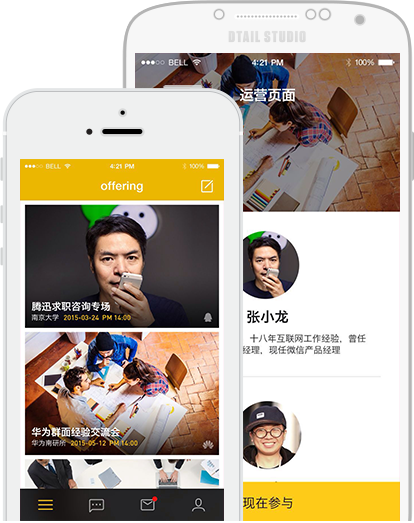 DTAIL STUDIO
BELL 4:21 PM 100%
运营页面
张小龙
十八年互联网工作经验,曾任
经理,现任微信产品经理
现在参与
BELL 4:21 PM 100%
offering
腾迅求职咨询专场
南京大学 2015-03-24 PM 14:00
华为群面经验交流会
华为南研所 2015-05-12 PM 14:00